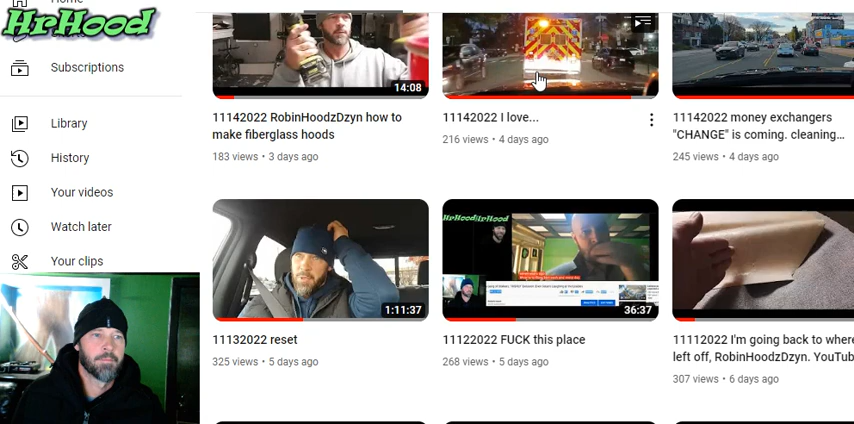 Home
HrHood
Subscriptions
Library
History
Your videos
Watch later
Your clips
14:08
11142022 RobinHoodzDzyn how to
make fiberglass hoods
183 views • 3 days ago
11142022 I love...
216 views • 4 days ago
11142022 money exchangers
"CHANGE" is coming. cleaning...
245 views • 4 days ago
1:11:37
11132022 reset
325 views • 5 days ago
HrHood HrHood
36:37
11122022 FUCK this place
268 views • 5 days ago
11112022 I'm going back to where
left off, RobinHoodzDzyn. YouTub
307 views • 6 days ago